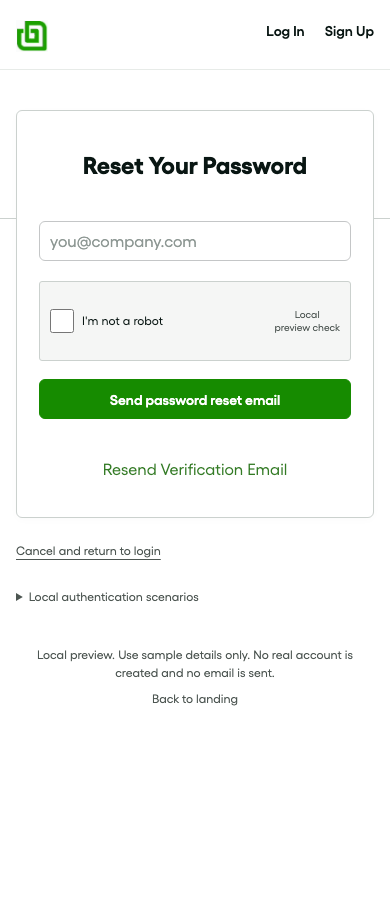 Log In Sign Up
Reset Your Password
you@company.com
I'm not a robot
Local
preview check
Send password reset email
Resend Verification Email
Cancel and return to login
Local authentication scenarios
Local preview. Use sample details only. No real account is
created and no email is sent.
Back to landing